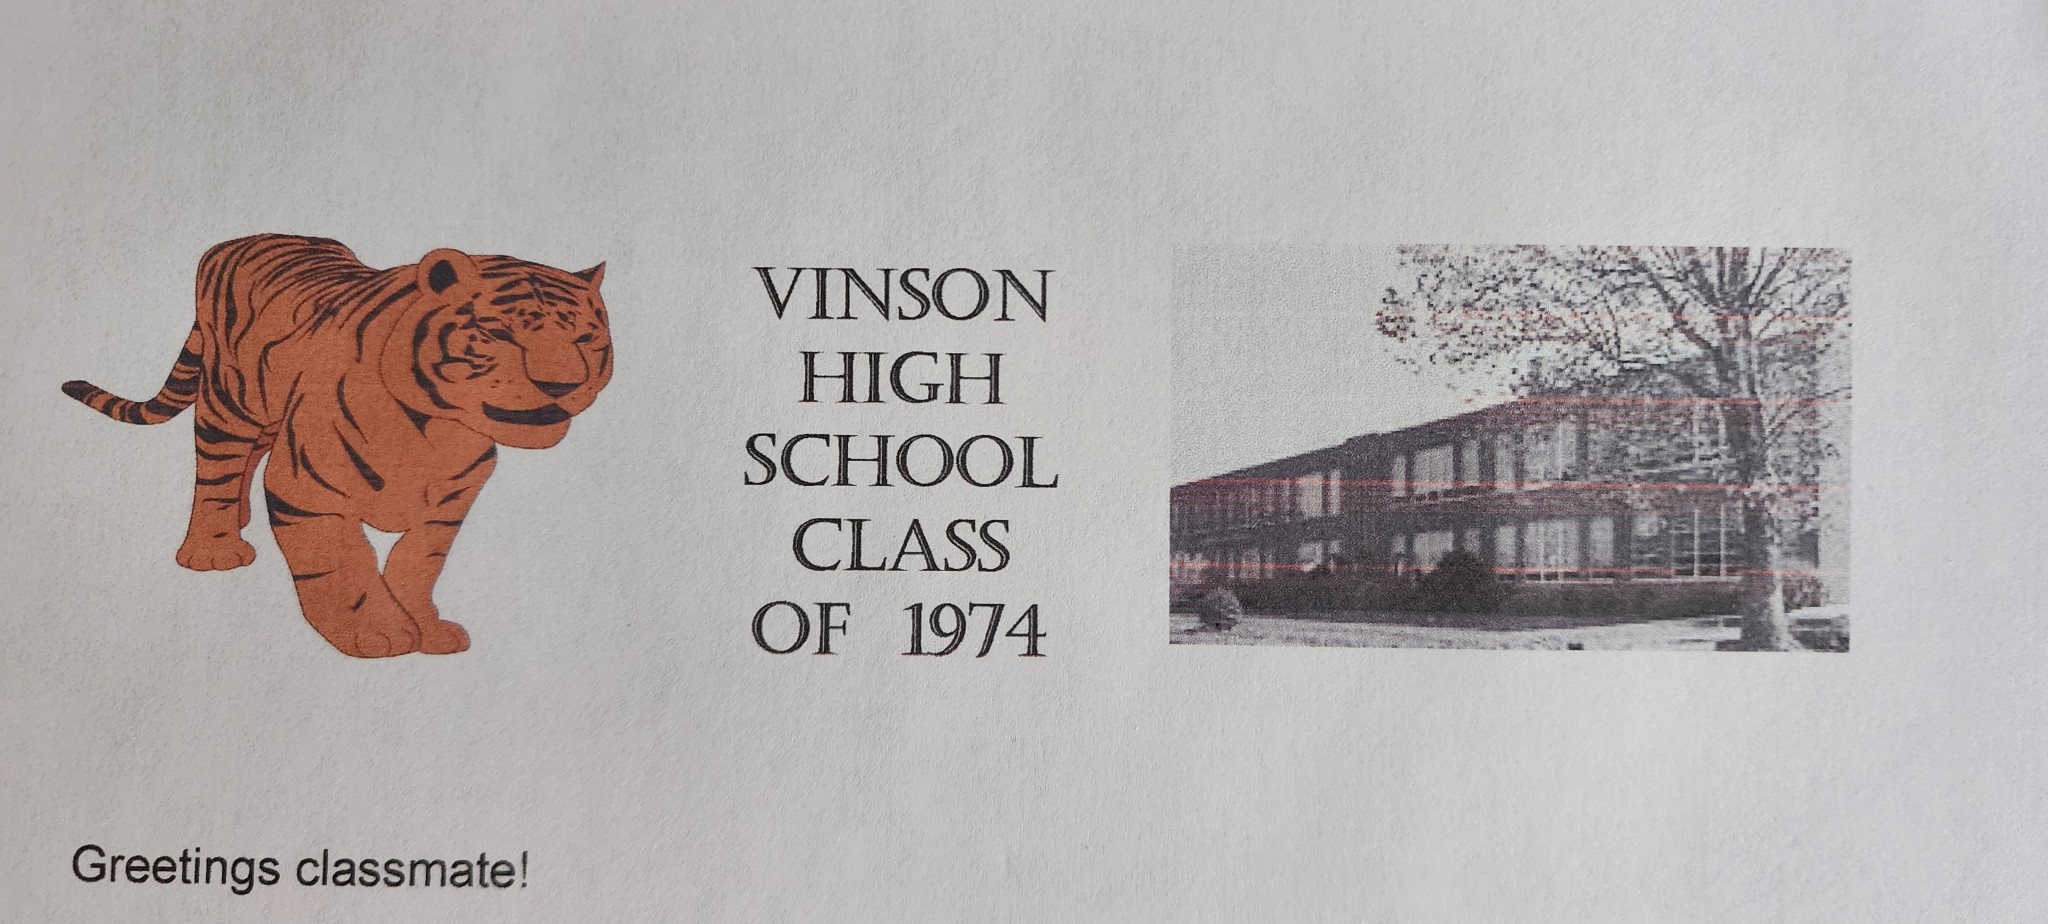 VINSON
HIGH
SCHOOL
CLASS
OF 1974
Greetings classmate!